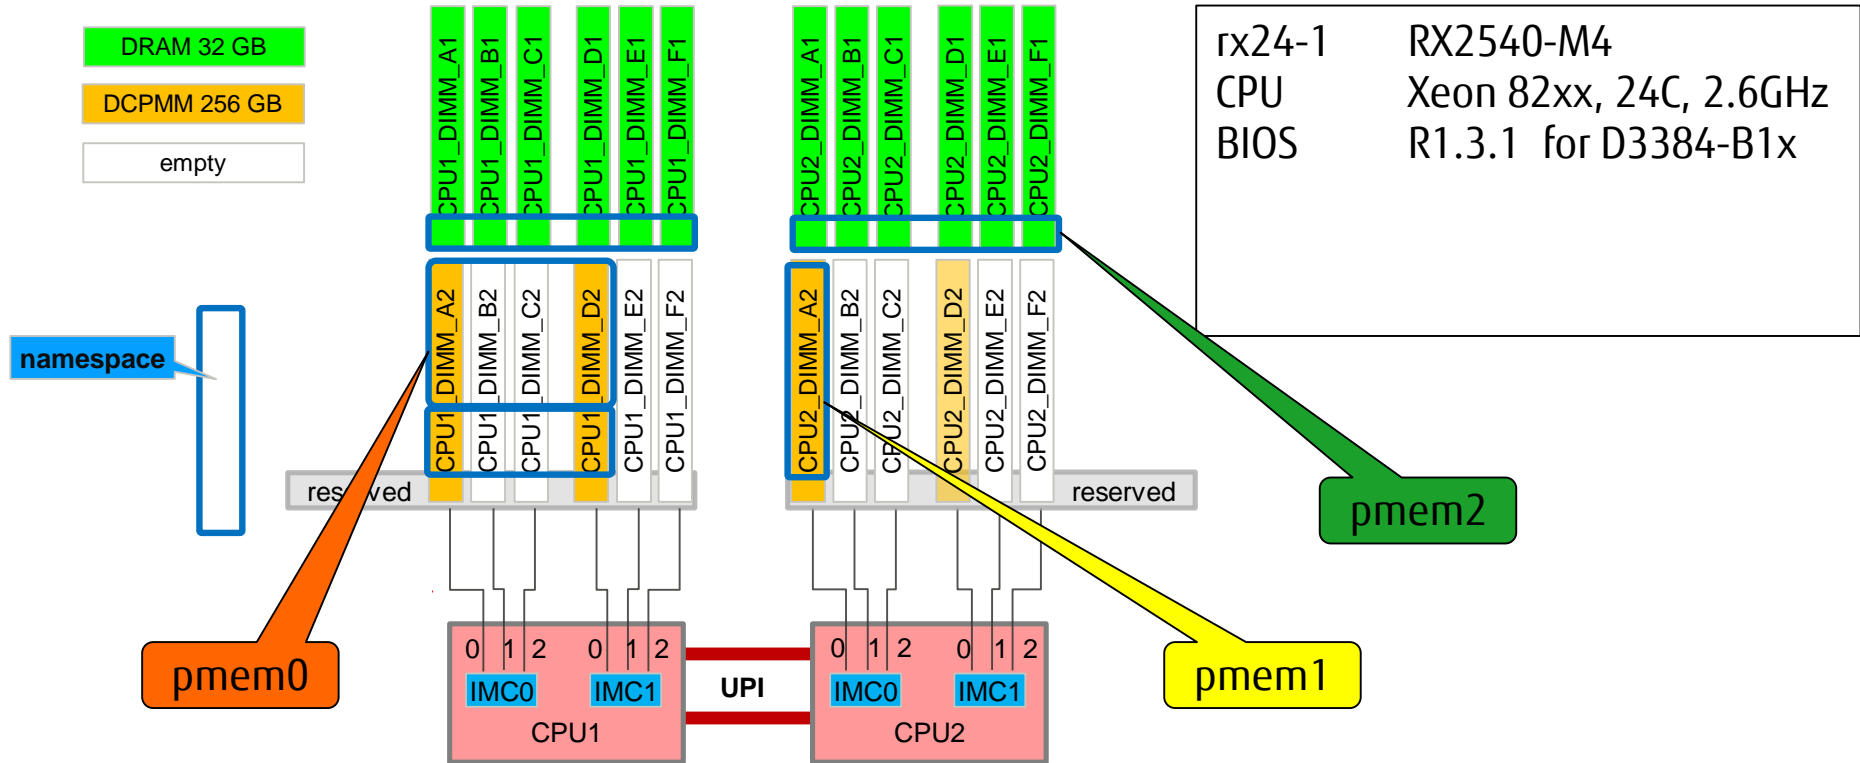 DRAM 32 GB
DCPMM 256 GB
empty
namespace
CPU1_DIMM_A1
CPU1_DIMM_B1
CPU1_DIMM_C1
CPU1_DIMM_D1
CPU1_DIMM_E1
CPU1_DIMM_F1
CPU2_DIMM_A1
CPU2_DIMM_B1
CPU2_DIMM_C1
CPU2_DIMM_D1
CPU2_DIMM_E1
CPU2_DIMM_F1
rx24-1 RX2540-M4
CPU Xeon 82xx, 24C, 2.6GHz
BIOS R1.3.1 for D3384-B1x
CPU1_DIMM_A2
CPU1_DIMM_B2
CPU1_DIMM_C2
CPU1_DIMM_D2
CPU1_DIMM_E2
CPU1_DIMM_F2
CPU2_DIMM_A2
CPU2_DIMM_B2
CPU2_DIMM_C2
CPU2_DIMM_D2
CPU2_DIMM_E2
CPU2_DIMM_F2
reserved
reserved
pmem2
pmem0
pmem1
0 1 2
0 1 2
IMC0
IMC1
CPU1
UPI
0 1 2
0 1 2
IMC0
IMC1
CPU2